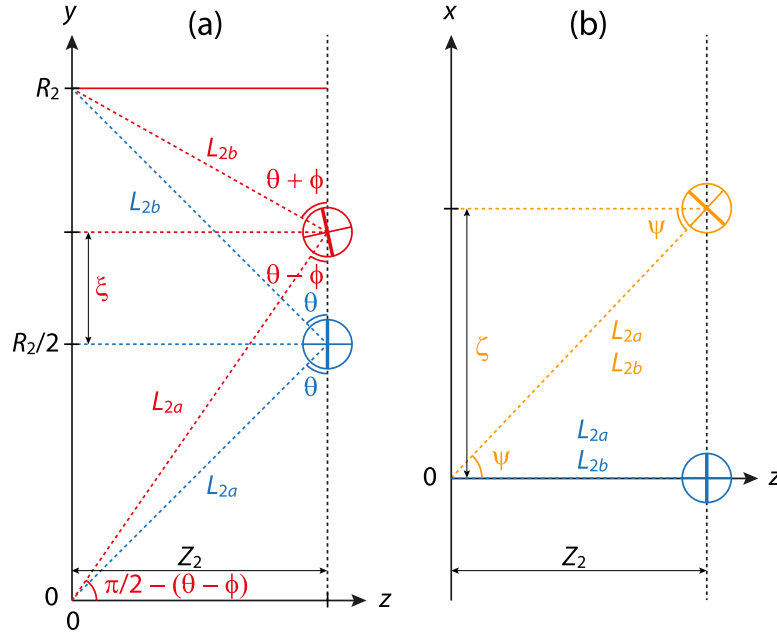 y
(a)
R₂
L₂b
θ + ϕ
L₂b
ξ
θ − ϕ
θ
R₂/2
θ
L₂a
L₂a
Z₂
π/2 − (θ − ϕ)
0
z
0
x
(b)
ψ
ζ
L₂a
L₂b
L₂a
ψ
L₂b
0
z
Z₂